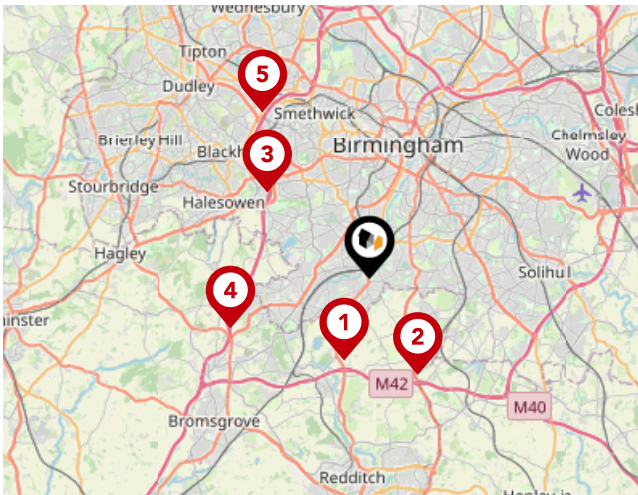 Wednesbury
Tipton
5
Dudley
Smethwick
Coles
Brierley Hill
Blackh
3
Birmingham
Chelmsley
Wood
Stourbridge
Halesowen
Hagley
Solihul
4
inster
1
2
M42
M40
Bromsgrove
Redditch